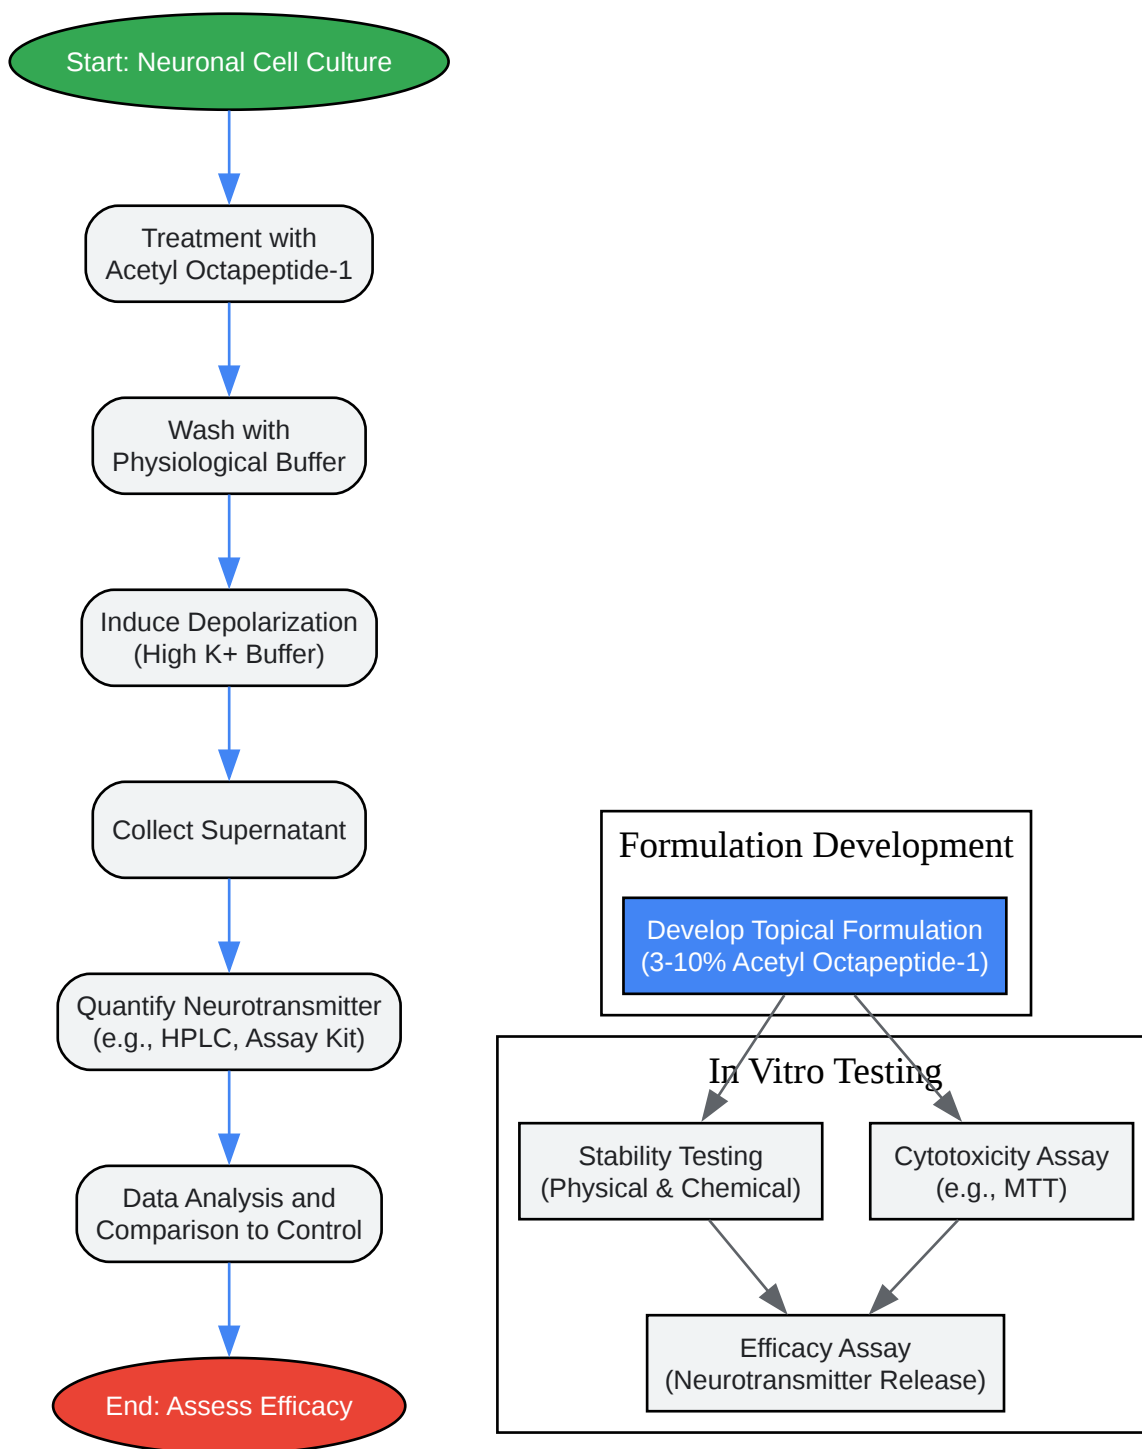 Start: Neuronal Cell Culture
Treatment with
Acetyl Octapeptide-1
Wash with
Physiological Buffer
Induce Depolarization
(High K+ Buffer)
Collect Supernatant
Quantify Neurotransmitter
(e.g., HPLC, Assay Kit)
Data Analysis and
Comparison to Control
End: Assess Efficacy
Formulation Development
Develop Topical Formulation
(3-10% Acetyl Octapeptide-1)
In Vitro Testing
Stability Testing
(Physical & Chemical)
Cytotoxicity Assay
(e.g., MTT)
Efficacy Assay
(Neurotransmitter Release)